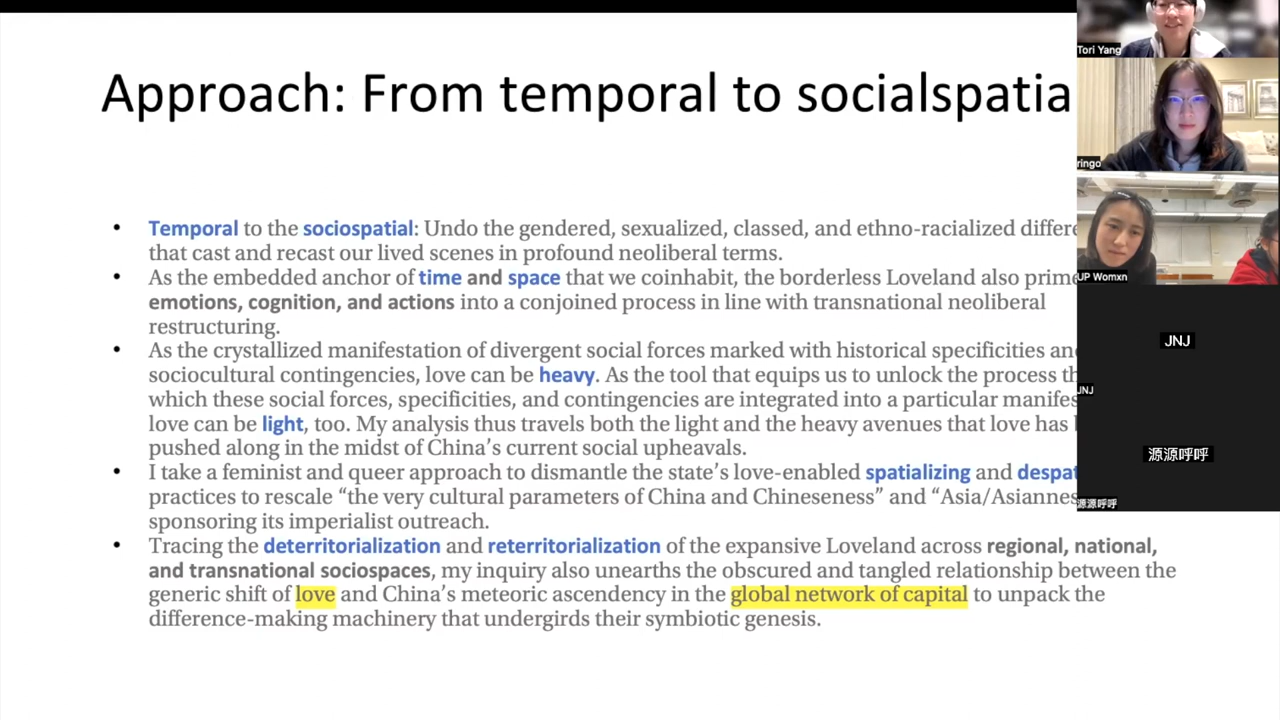 Approach: From temporal to socialspatia
Temporal to the sociospatial: Undo the gendered, sexualized, classed, and ethno-racialized differe
that cast and recast our lived scenes in profound neoliberal terms.
As the embedded anchor of time and space that we coinhabit, the borderless Loveland also prime
emotions, cognition, and actions into a conjoined process in line with transnational neoliberal
restructuring.
As the crystallized manifestation of divergent social forces marked with historical specificities an
sociocultural contingencies, love can be heavy. As the tool that equips us to unlock the process th
which these social forces, specificities, and contingencies are integrated into a particular manifes
love can be light, too. My analysis thus travels both the light and the heavy avenues that love has
pushed along in the midst of China's current social upheavals.
I take a feminist and queer approach to dismantle the state's love-enabled spatializing and despat
practices to rescale “the very cultural parameters of China and Chineseness” and “Asia/Asiannes
sponsoring its imperialist outreach.
Tracing the deterritorialization and reterritorialization of the expansive Loveland across regional, national,
and transnational sociospaces, my inquiry also unearths the obscured and tangled relationship between the
generic shift of love and China's meteoric ascendency in the global network of capital to unpack the
difference-making machinery that undergirds their symbiotic genesis.
Tori Yang
ringo
UP Womxn
JNJ
JNJ
源源呼呼
源源呼呼